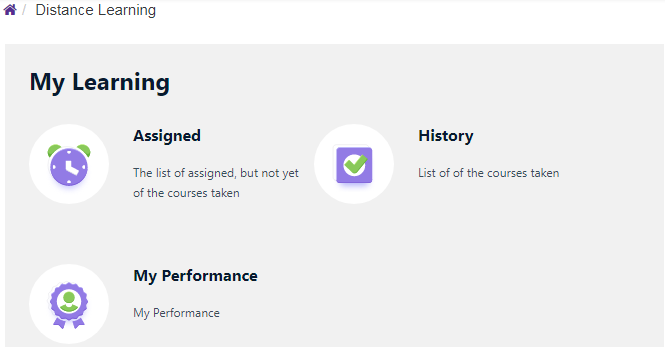 / Distance Learning
My Learning
Assigned
The list of assigned, but not yet
of the courses taken
History
List of of the courses taken
My Performance
My Performance